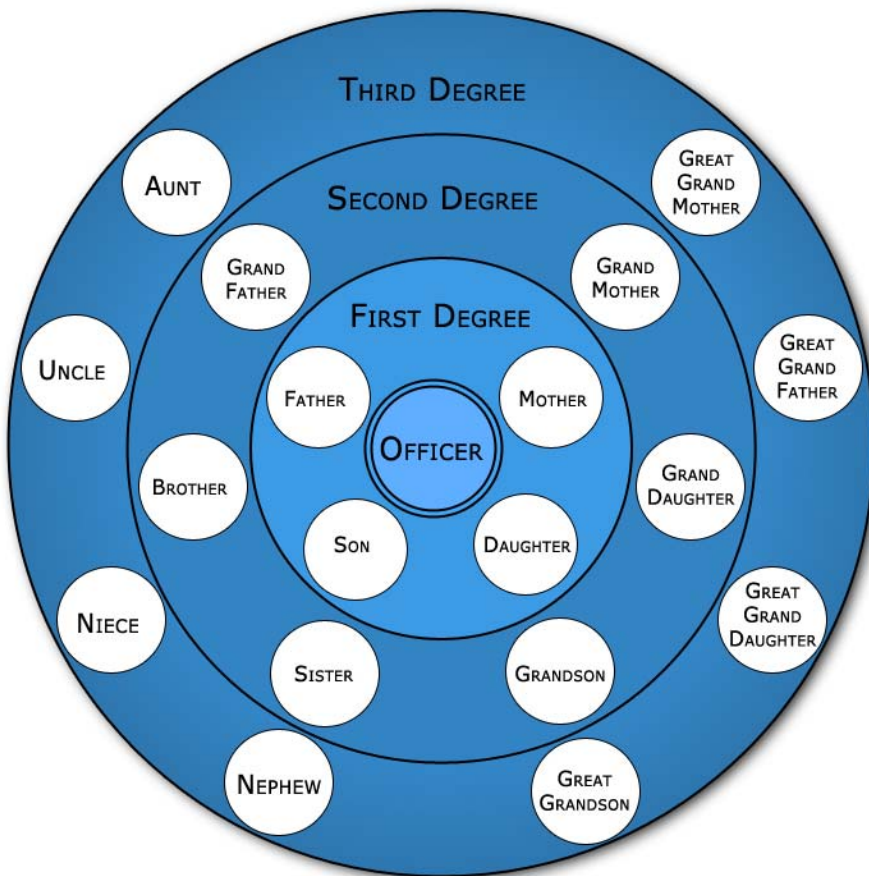 THIRD DEGREE
AUNT
GREAT
GRAND
MOTHER
SECOND DEGREE
GRAND
FATHER
GRAND
MOTHER
FIRST DEGREE
UNCLE
GREAT
GRAND
FATHER
FATHER
MOTHER
OFFICER
BROTHER
GRAND
DAUGHTER
SON
DAUGHTER
NIECE
GREAT
GRAND
DAUGHTER
SISTER
GRANDSON
NEPHEW
GREAT
GRANDSON